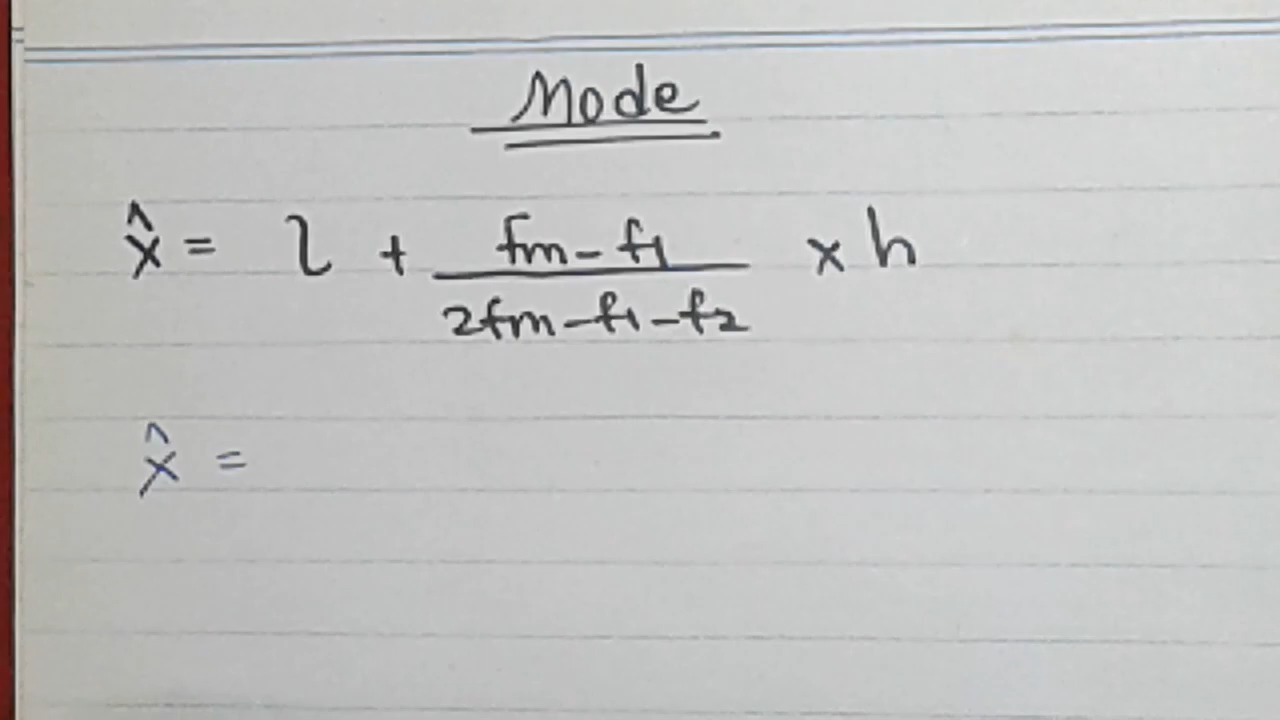 Mode
x̂ = l + fm-f1 / 2fm-f1-f2 × h
x̂ =